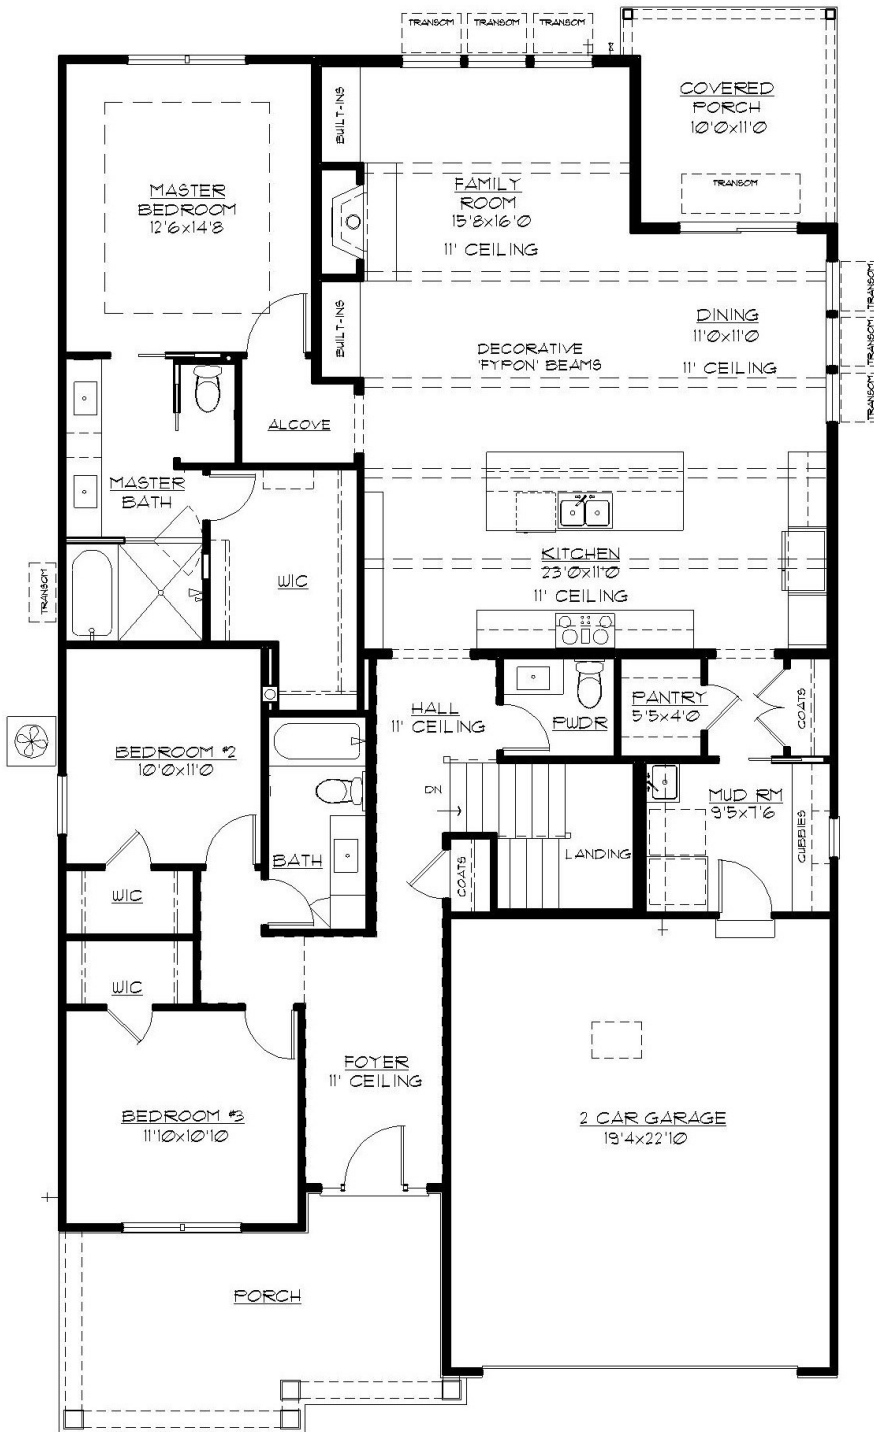 TRANSOM
TRANSOM
TRANSOM
COVERED
PORCH
10'0x11'0
TRANSOM
BUILT-INS
MASTER
BEDROOM
12'6x14'8
FAMILY
ROOM
15'8x16'0
11' CEILING
BUILT-INS
DINING
11'0x11'0
11' CEILING
TRANSOM
TRANSOM
TRANSOM
DECORATIVE
'FYPON' BEAMS
ALCOVE
MASTER
BATH
WIC
KITCHEN
23'0x11'0
11' CEILING
TRANSOM
HALL
11' CEILING
PWDR
PANTRY
5'5x4'0
COATS
BEDROOM #2
10'0x11'0
DN
MUD RM
9'5x7'6
CUBBIES
BATH
LANDING
COATS
WIC
WIC
FOYER
11' CEILING
BEDROOM #3
11'10x10'10
2 CAR GARAGE
19'4x22'10
PORCH